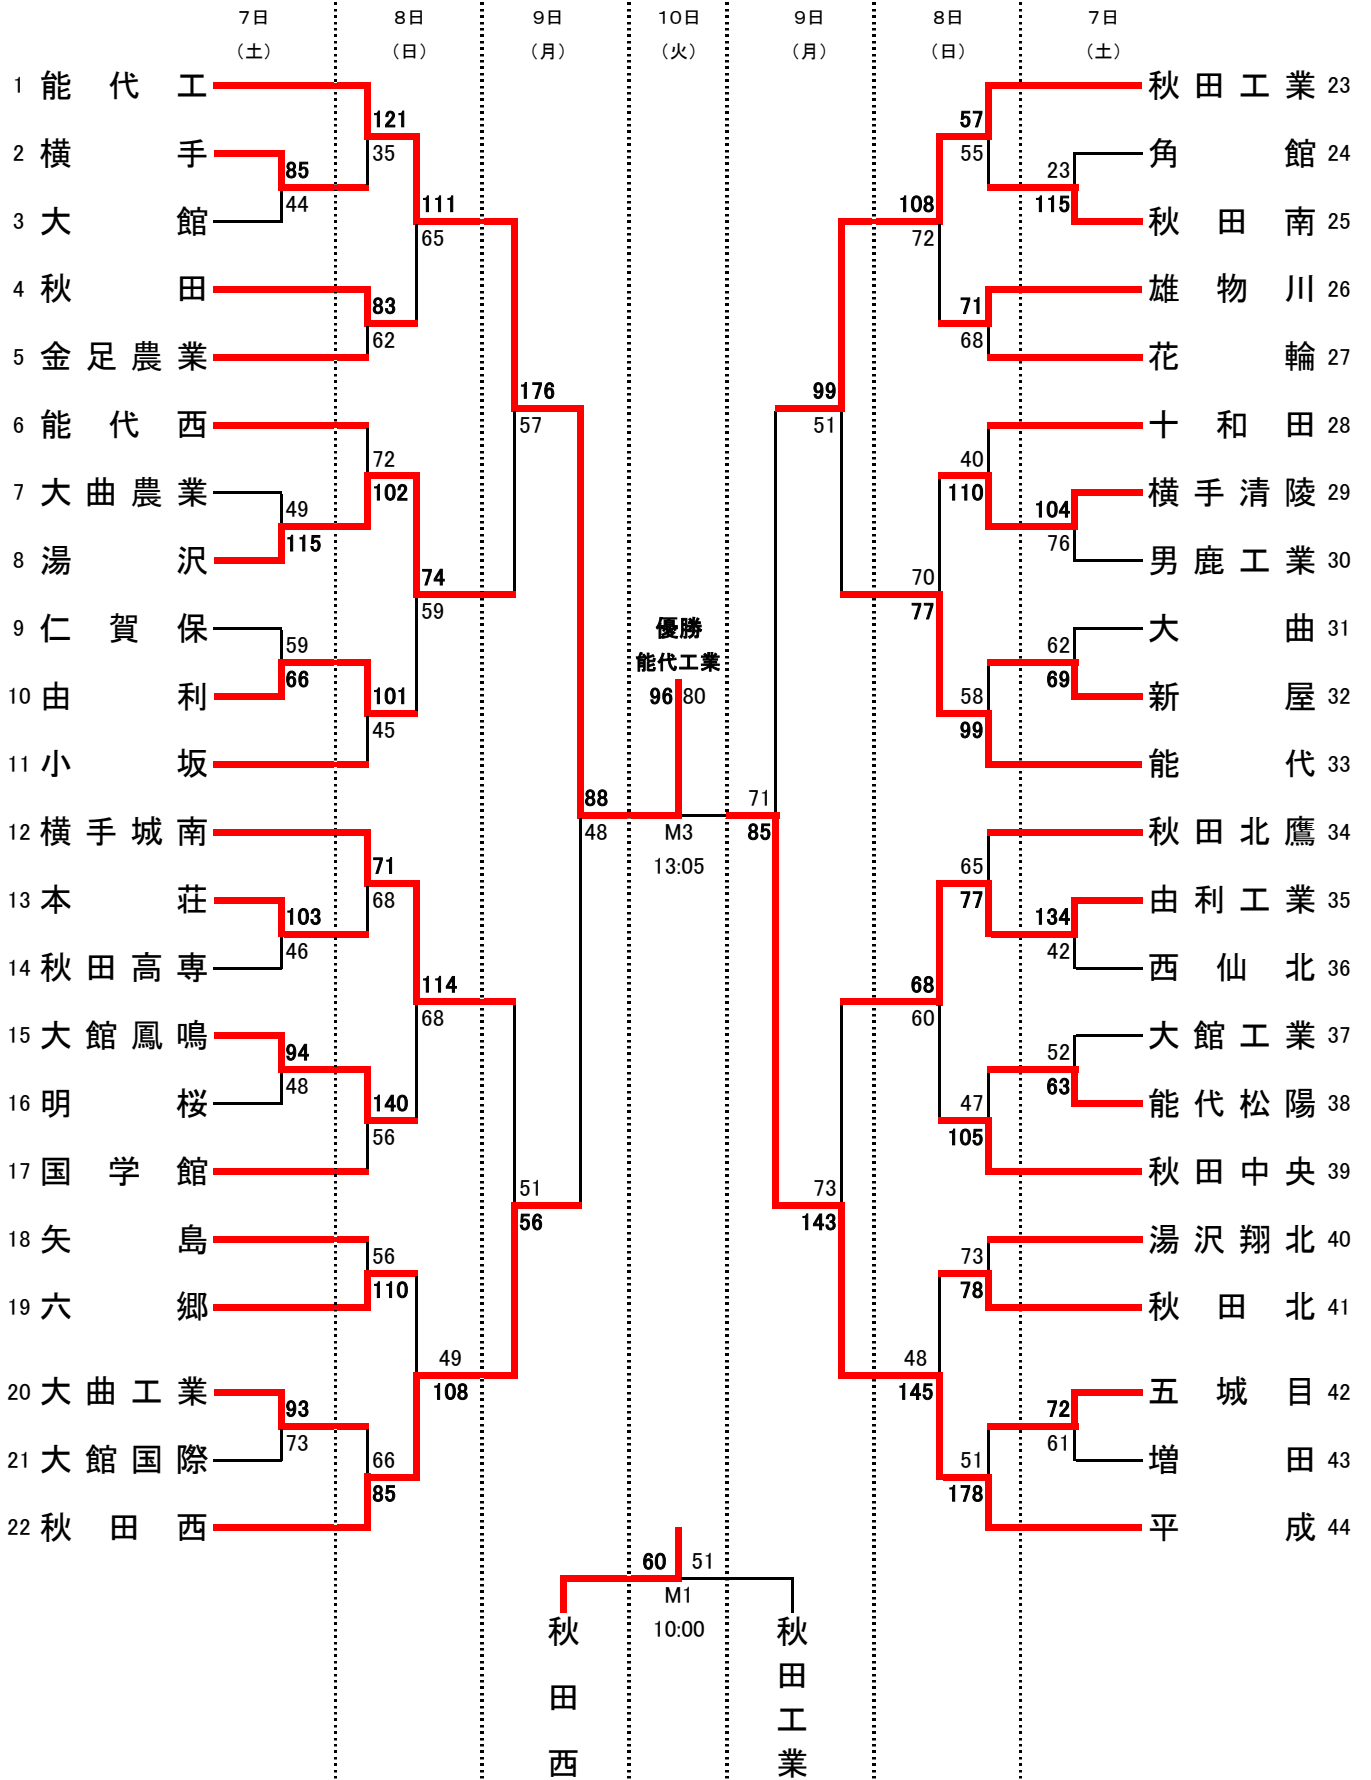 7日 8日 9日 10日 9日 8日 7日
（土） （日） （月） （火） （月） （日） （土）
1 能代工 秋田工業 23
121 57
2 横手 35 55 角館 24
85 23
44 115
3 大館 111 108 秋田南 25
65 72
4 秋田 雄物川 26
83 71
62 68
5 金足農業 花輪 27
176 99
6 能代西 57 51 十和田 28
72 40
7 大曲農業 102 110 横手清陵 29
49 104
115 76
8 湯沢 男鹿工業 30
74 70
59 77
9 仁賀保 優勝 大曲 31
59 62
66 能代工業 69
10 由利 101 96 80 58 新屋 32
45 99
11 小坂 能代 33
88 71
12 横手城南 48 M3 85 秋田北鷹 34
71 13:05 65
68 77
13 本荘 由利工業 35
103 134
46 42
14 秋田高専 西仙北 36
114 68
68 60
15 大館鳳鳴 大館工業 37
94 52
48 63
16 明桜 140 47 能代松陽 38
56 105
17 国学館 秋田中央 39
51 73
56 143
18 矢島 湯沢翔北 40
56 73
110 78
19 六郷 秋田北 41
49 48
108 145
20 大曲工業 五城目 42
93 72
73 61
21 大館国際 66 51 増田 43
85 178
22 秋田西 平成 44
60 51
M1
10:00
秋田西
秋田工業